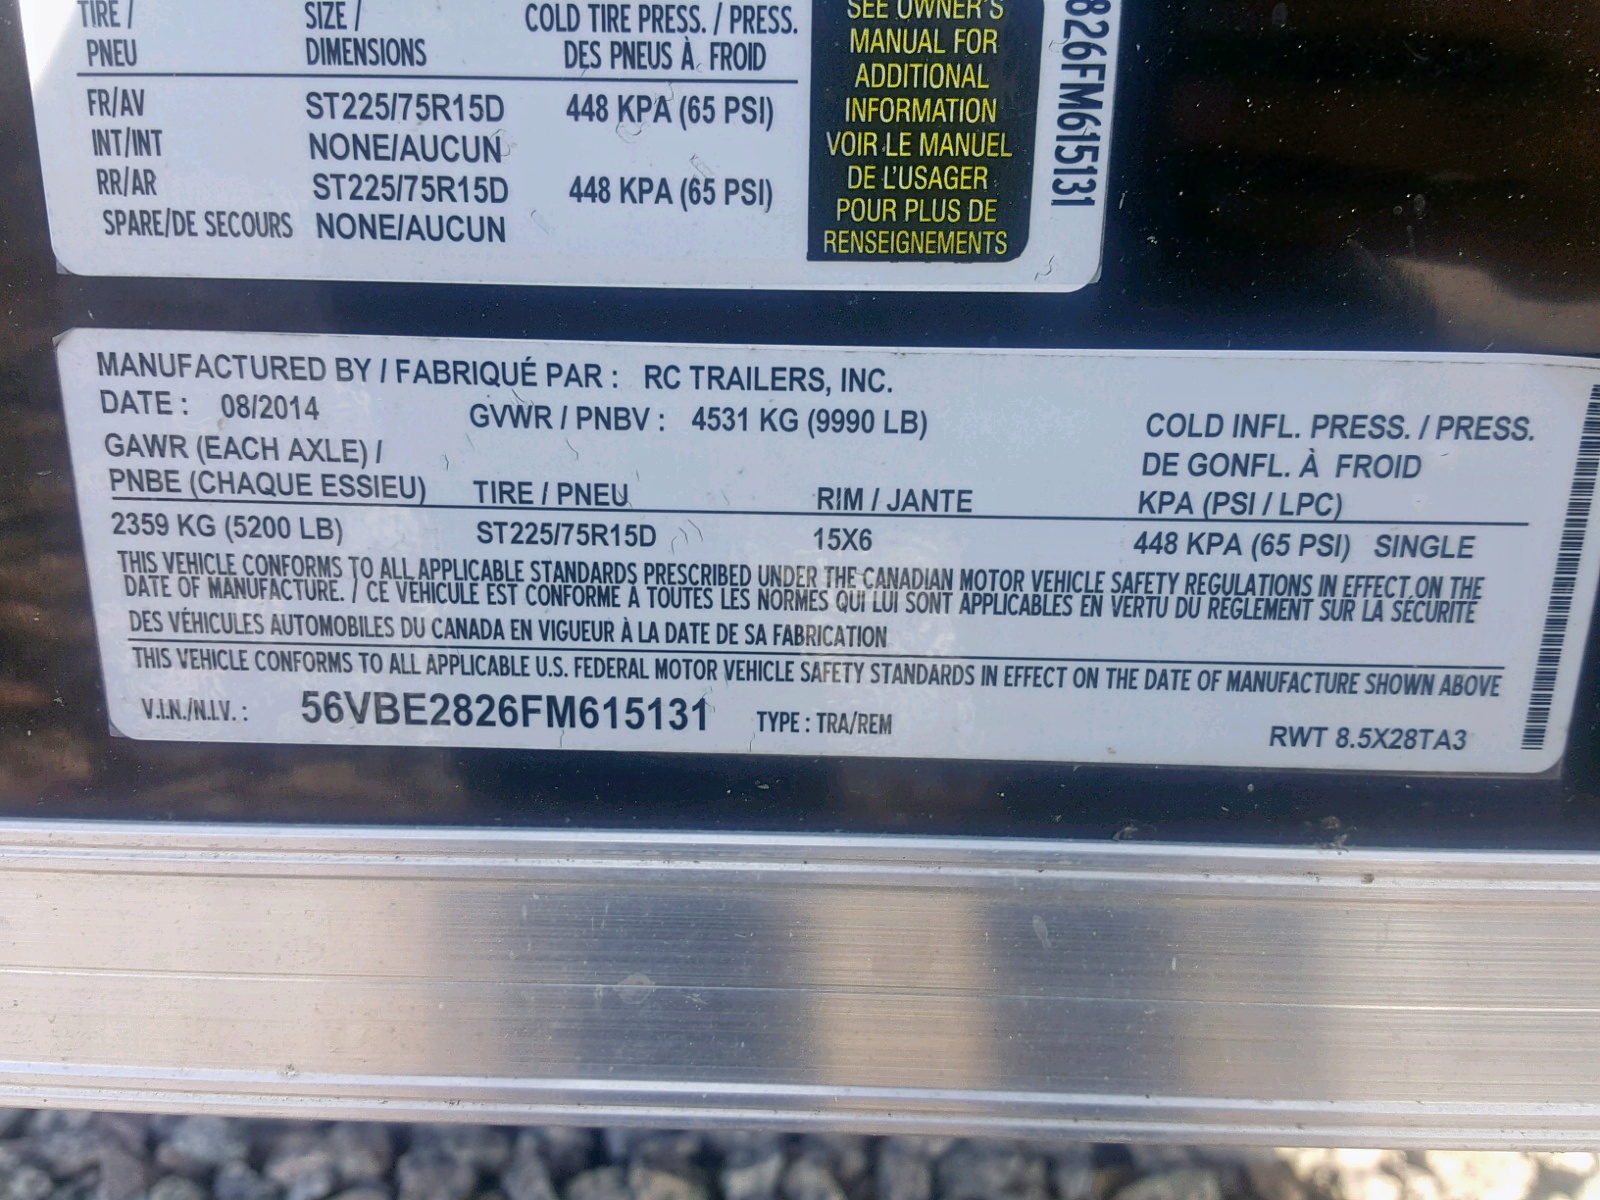 TIRE / SIZE / COLD TIRE PRESS. / PRESS.
PNEU DIMENSIONS DES PNEUS À FROID
FR/AV ST225/75R15D 448 KPA (65 PSI)
INT/INT NONE/AUCUN
RR/AR ST225/75R15D 448 KPA (65 PSI)
SPARE/DE SECOURS NONE/AUCUN
SEE OWNER'S
MANUAL FOR
ADDITIONAL
INFORMATION
VOIR LE MANUEL
DE L'USAGER
POUR PLUS DE
RENSEIGNEMENTS
826FM615131
MANUFACTURED BY / FABRIQUÉ PAR : RC TRAILERS, INC.
DATE : 08/2014 GVWR / PNBV : 4531 KG (9990 LB) COLD INFL. PRESS. / PRESS.
GAWR (EACH AXLE) / DE GONFL. À FROID
PNBE (CHAQUE ESSIEU) TIRE / PNEU RIM / JANTE KPA (PSI / LPC)
2359 KG (5200 LB) ST225/75R15D 15X6 448 KPA (65 PSI) SINGLE
THIS VEHICLE CONFORMS TO ALL APPLICABLE STANDARDS PRESCRIBED UNDER THE CANADIAN MOTOR VEHICLE SAFETY REGULATIONS IN EFFECT ON THE
DATE OF MANUFACTURE. / CE VÉHICULE EST CONFORME À TOUTES LES NORMES QUI LUI SONT APPLICABLES EN VERTU DU RÈGLEMENT SUR LA SÉCURITÉ
DES VÉHICULES AUTOMOBILES DU CANADA EN VIGUEUR À LA DATE DE SA FABRICATION
THIS VEHICLE CONFORMS TO ALL APPLICABLE U.S. FEDERAL MOTOR VEHICLE SAFETY STANDARDS IN EFFECT ON THE DATE OF MANUFACTURE SHOWN ABOVE
V.I.N./N.I.V. : 56VBE2826FM615131 TYPE : TRA/REM RWT 8.5X28TA3